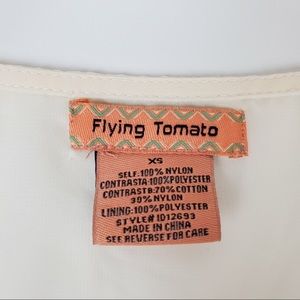 Flying Tomato
XS
SELF:100% NYLON
CONTRASTA:100%POLYESTER
CONTRASTB:70% COTTON
30% NYLON
LINING:100%POLYESTER
STYLE# ID12693
MADE IN CHINA
SEE REVERSE FOR CARE